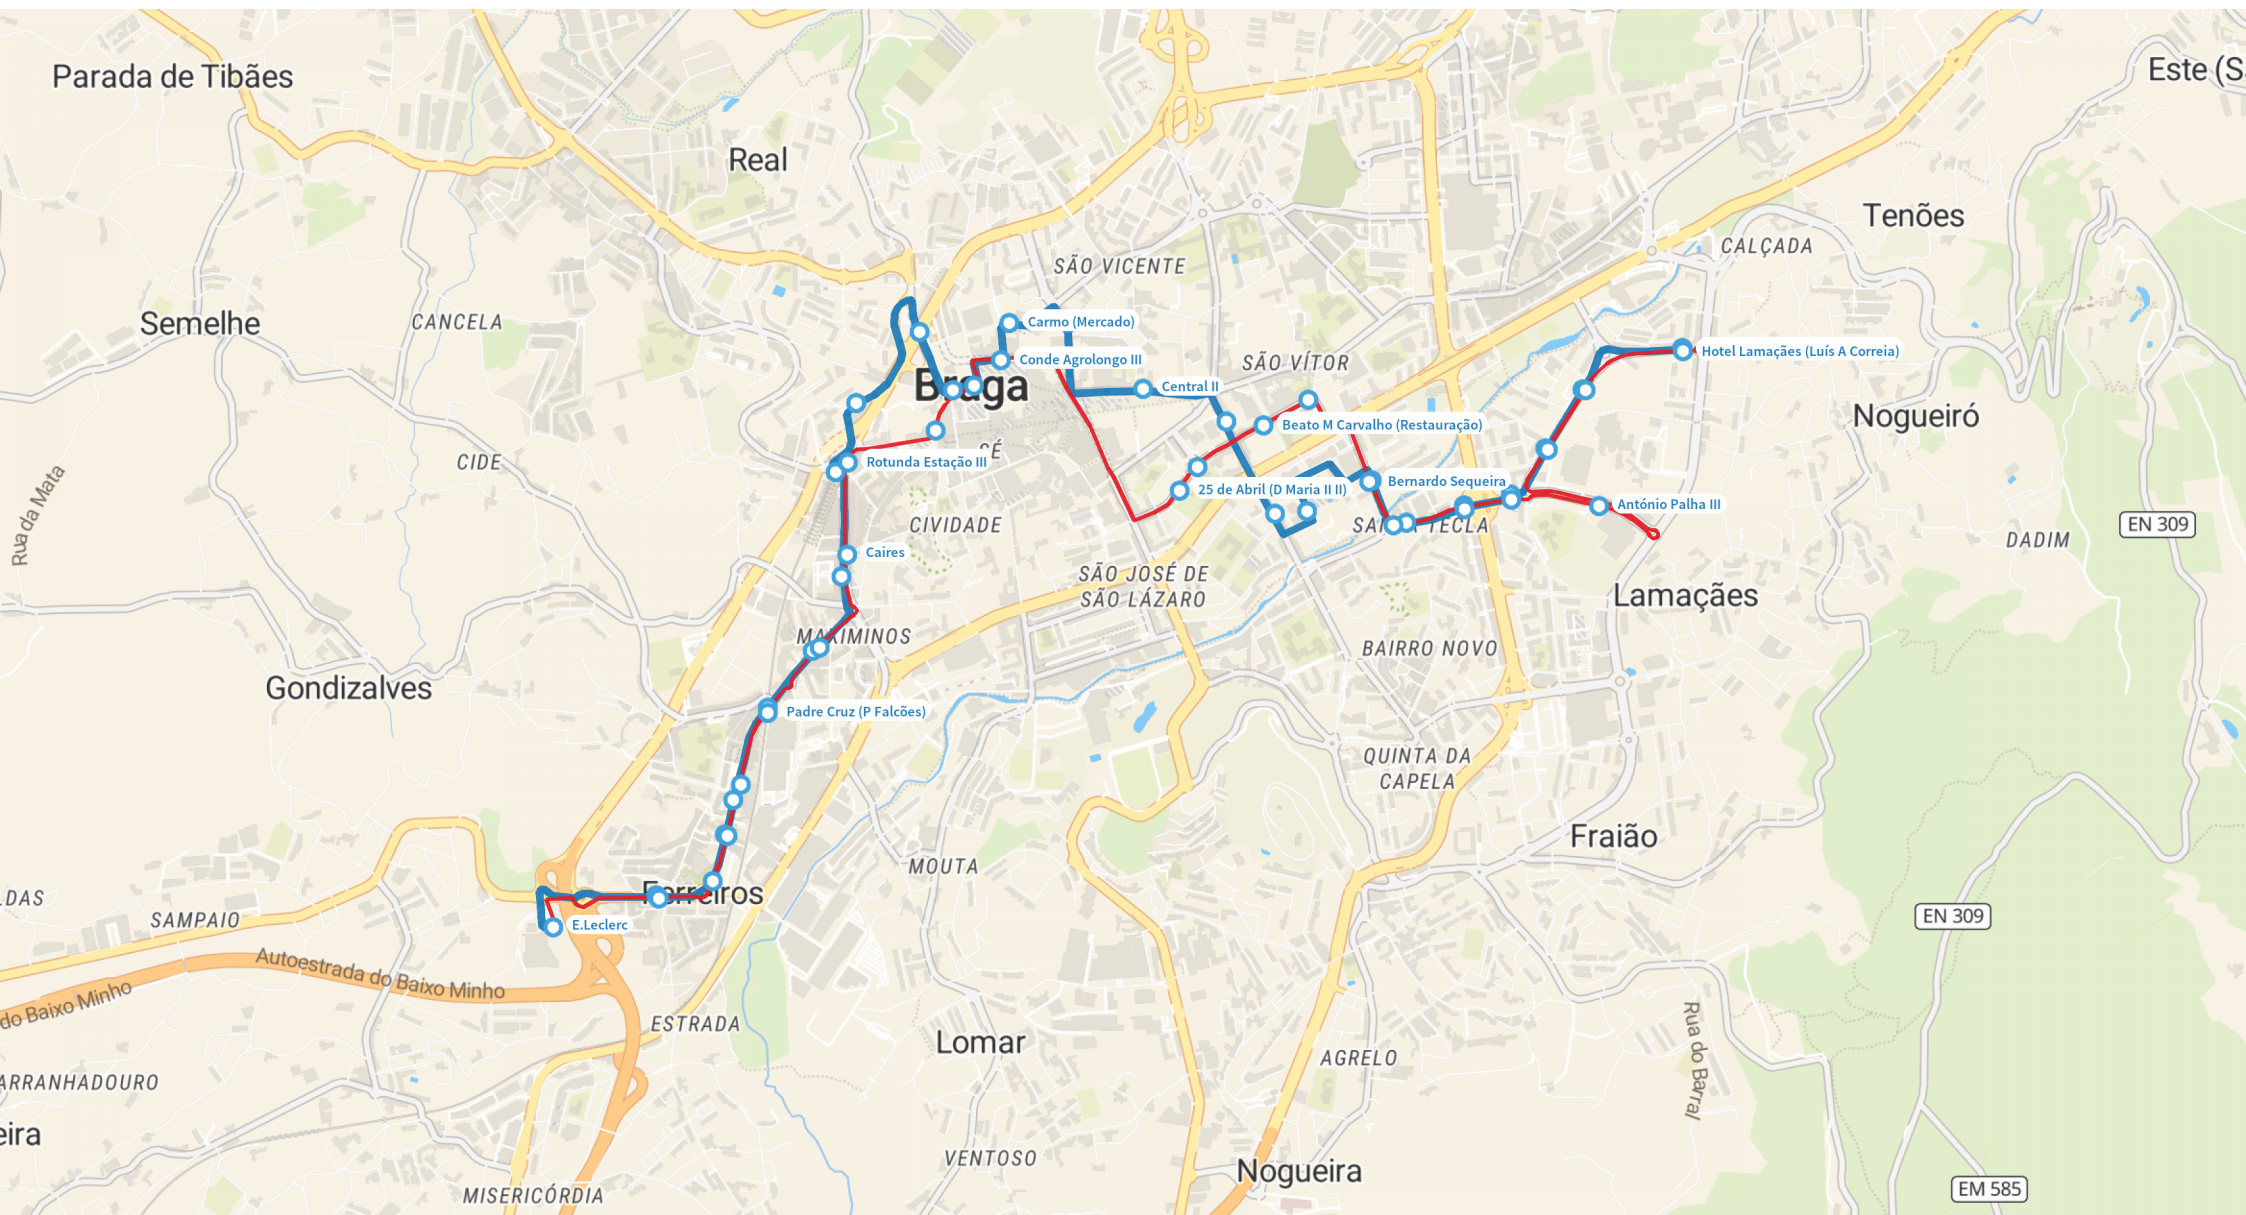 Parada de Tibães
Este (S
Real
Tenões
CALÇADA
SÃO VICENTE
Semelhe
CANCELA
Carmo (Mercado)
Conde Agrolongo III
SÃO VÍTOR
Hotel Lamaçães (Luís A Correia)
Braga
Central II
Nogueiró
Beato M Carvalho (Restauração)
SÉ
CIDE
Rotunda Estação III
Rua da Mata
25 de Abril (D Maria II II)
Bernardo Sequeira
António Palha III
CIVIDADE
EN 309
DADIM
Caires
SÃO JOSÉ DE
SÃO LÁZARO
Lamaçães
MAXIMINOS
BAIRRO NOVO
Gondizalves
Padre Cruz (P Falcões)
QUINTA DA
CAPELA
Fraião
MOUTA
Ferreiros
LDAS
SAMPAIO
E.Leclerc
EN 309
Autoestrada do Baixo Minho
do Baixo Minho
ESTRADA
Lomar
AGRELO
Rua do Barral
ARRANHADOURO
eira
VENTOSO
Nogueira
MISERICÓRDIA
EM 585